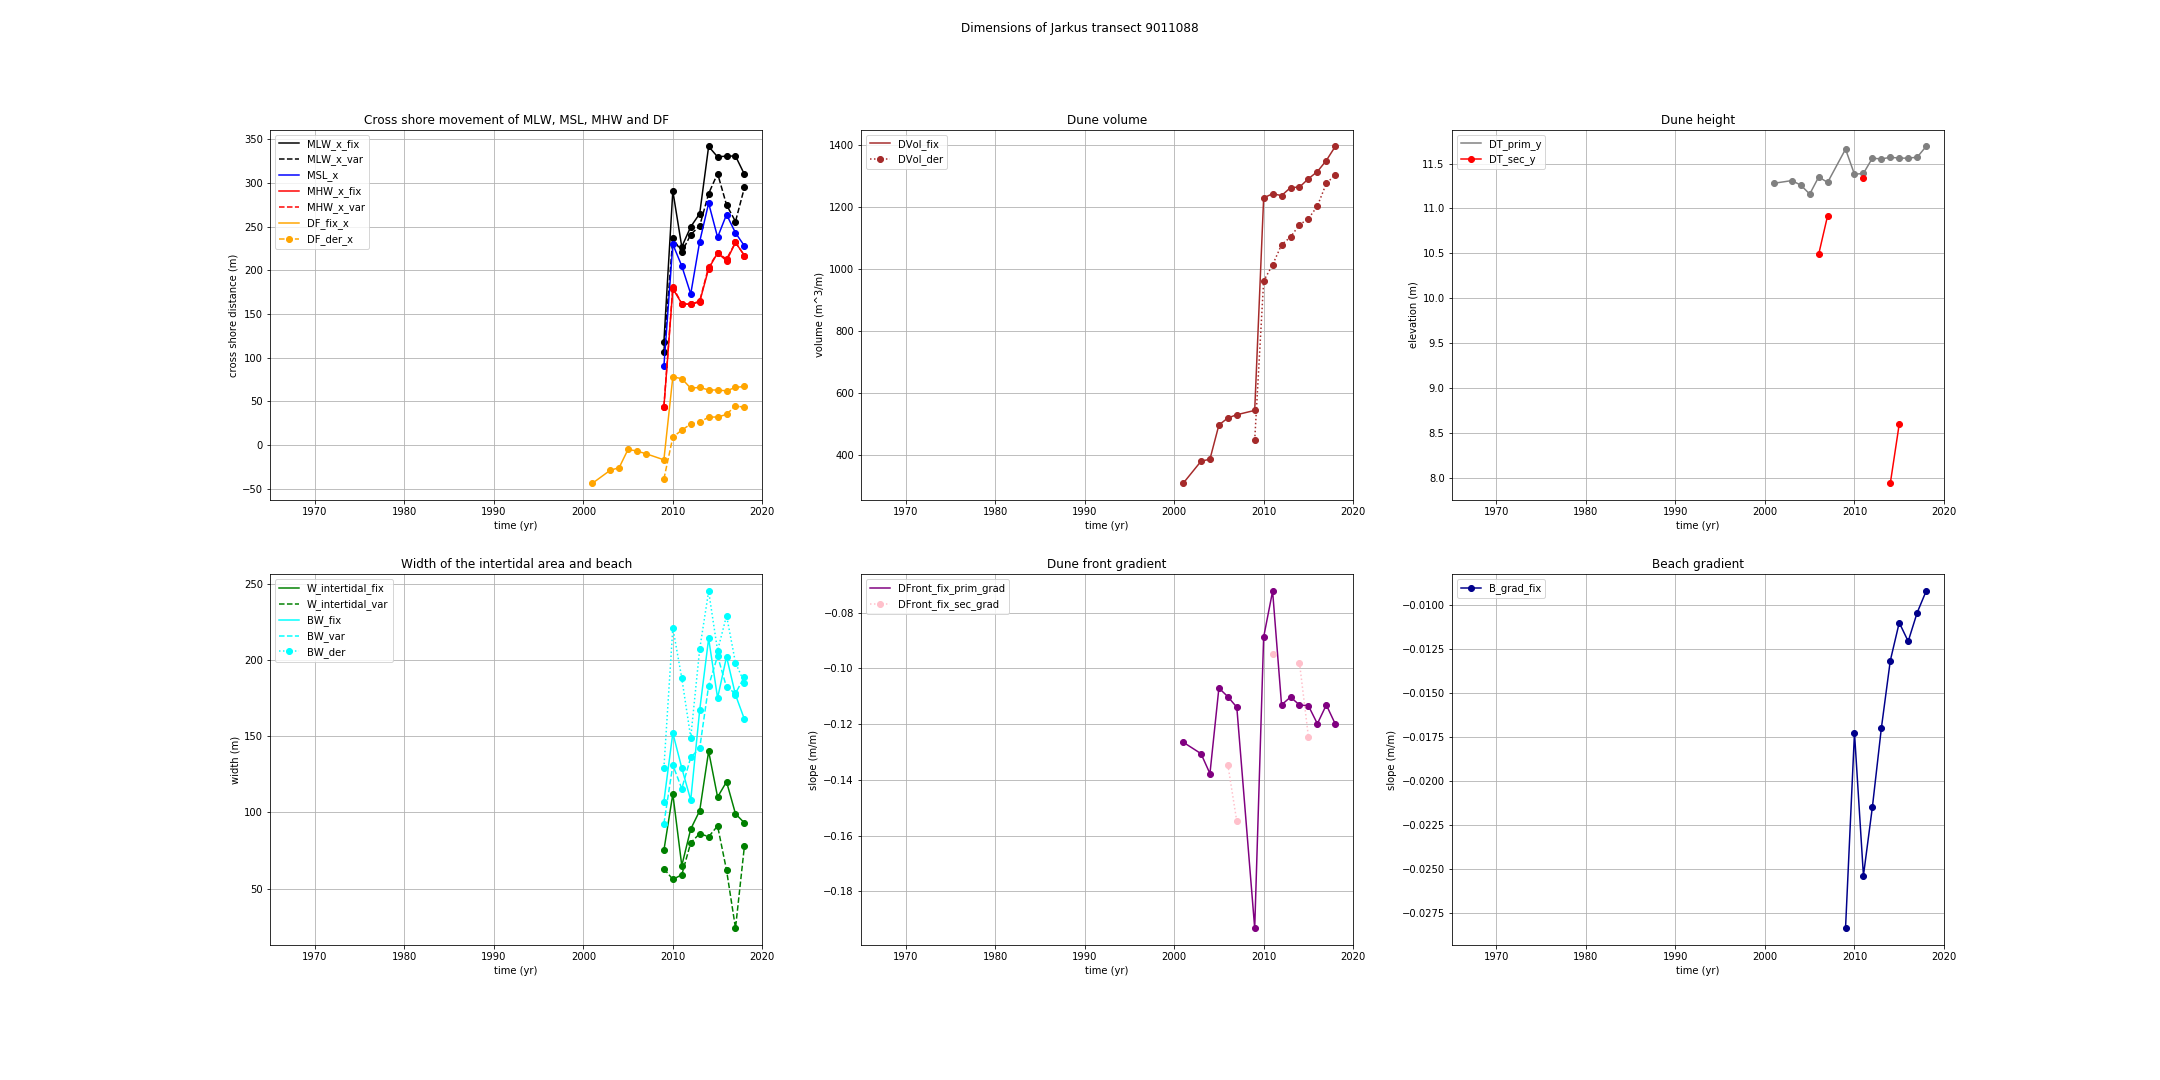 Dimensions of Jarkus transect 9011088
Cross shore movement of MLW, MSL, MHW and DF
350
300
250
200
150
100
50
0
−50
cross shore distance (m)
MLW_x_fix
MLW_x_var
MSL_x
MHW_x_fix
MHW_x_var
DF_fix_x
DF_der_x
1970 1980 1990 2000 2010 2020
time (yr)
Dune volume
1400
1200
1000
800
600
400
volume (m^3/m)
DVol_fix
DVol_der
1970 1980 1990 2000 2010 2020
time (yr)
Dune height
11.5
11.0
10.5
10.0
9.5
9.0
8.5
8.0
elevation (m)
DT_prim_y
DT_sec_y
1970 1980 1990 2000 2010 2020
time (yr)
Width of the intertidal area and beach
250
200
150
100
50
width (m)
W_intertidal_fix
W_intertidal_var
BW_fix
BW_var
BW_der
1970 1980 1990 2000 2010 2020
time (yr)
Dune front gradient
−0.08
−0.10
−0.12
−0.14
−0.16
−0.18
slope (m/m)
DFront_fix_prim_grad
DFront_fix_sec_grad
1970 1980 1990 2000 2010 2020
time (yr)
Beach gradient
−0.0100
−0.0125
−0.0150
−0.0175
−0.0200
−0.0225
−0.0250
−0.0275
slope (m/m)
B_grad_fix
1970 1980 1990 2000 2010 2020
time (yr)